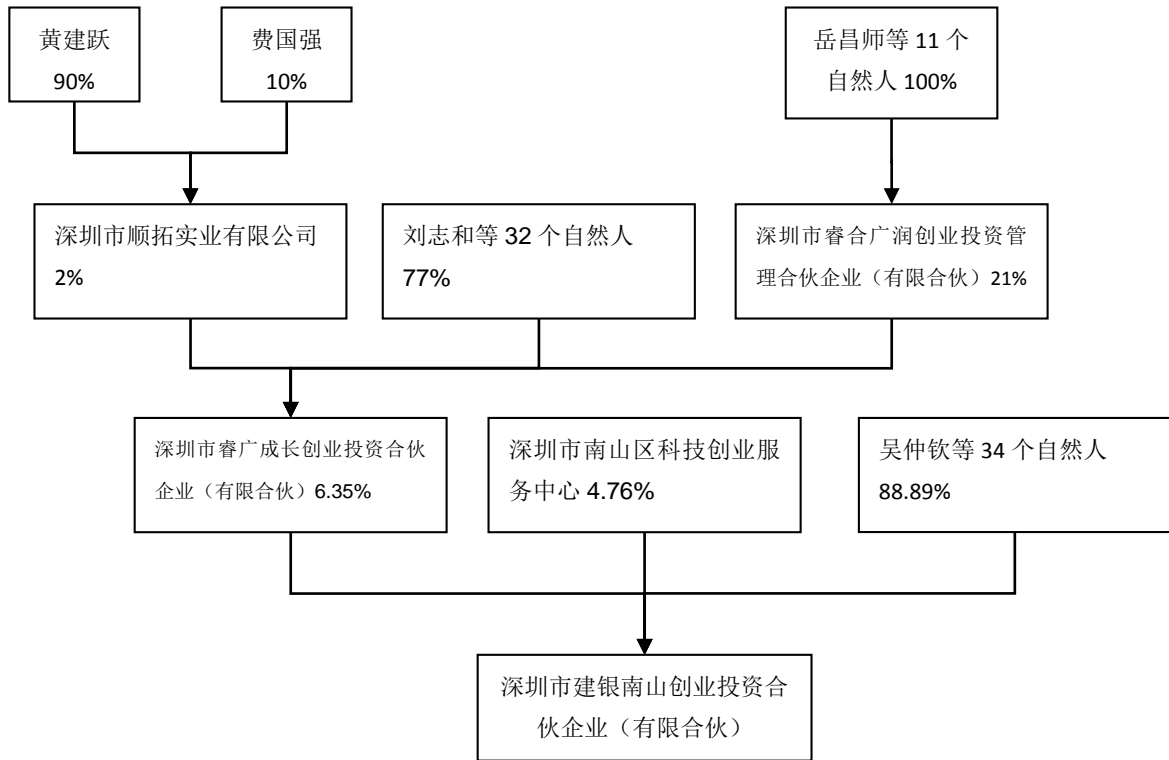 黄建跃
90%
费国强
10%
岳昌师等 11 个
自然人 100%
深圳市顺拓实业有限公司
2%
刘志和等 32 个自然人
77%
深圳市睿合广润创业投资管
理合伙企业（有限合伙）21%
深圳市睿广成长创业投资合伙
企业（有限合伙）6.35%
深圳市南山区科技创业服
务中心 4.76%
吴仲钦等 34 个自然人
88.89%
深圳市建银南山创业投资合
伙企业（有限合伙）